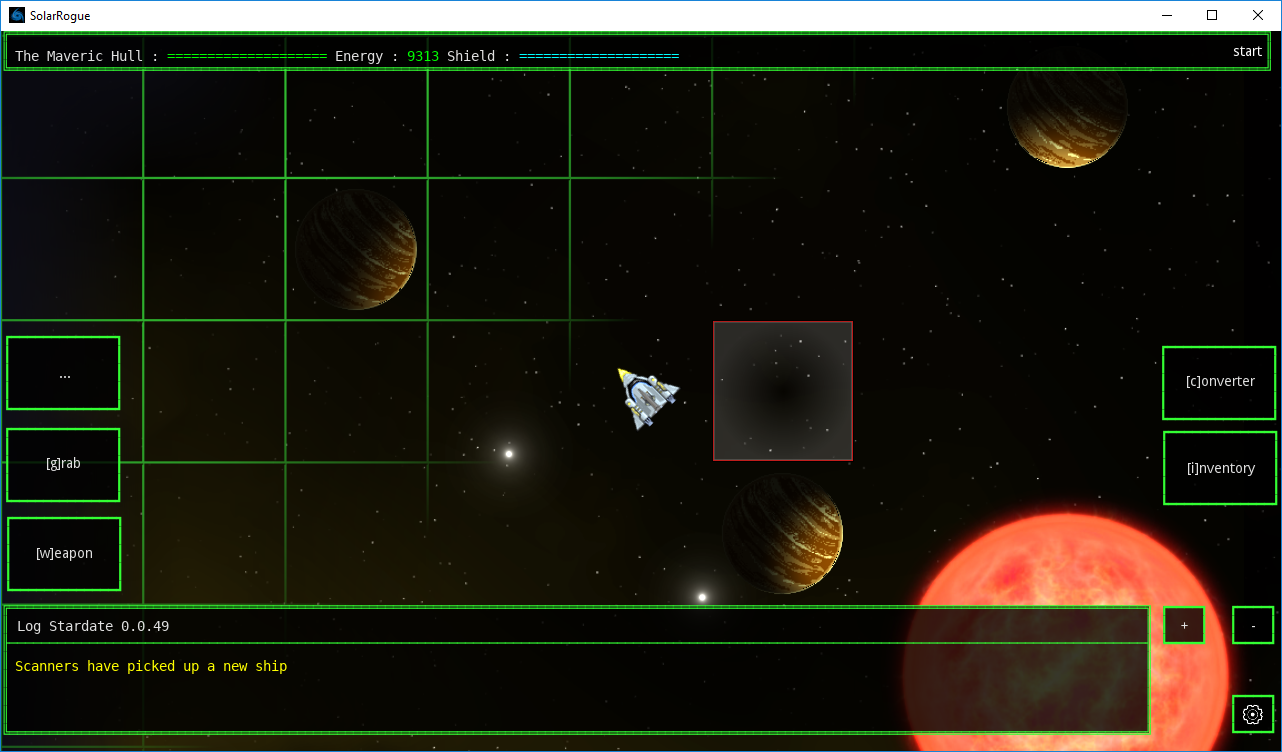 SolarRogue
The Maveric Hull : ==================== Energy : 9313 Shield : ==================== start
...
[c]onverter
[g]rab
[i]nventory
[w]eapon
Log Stardate 0.0.49
+
-
Scanners have picked up a new ship